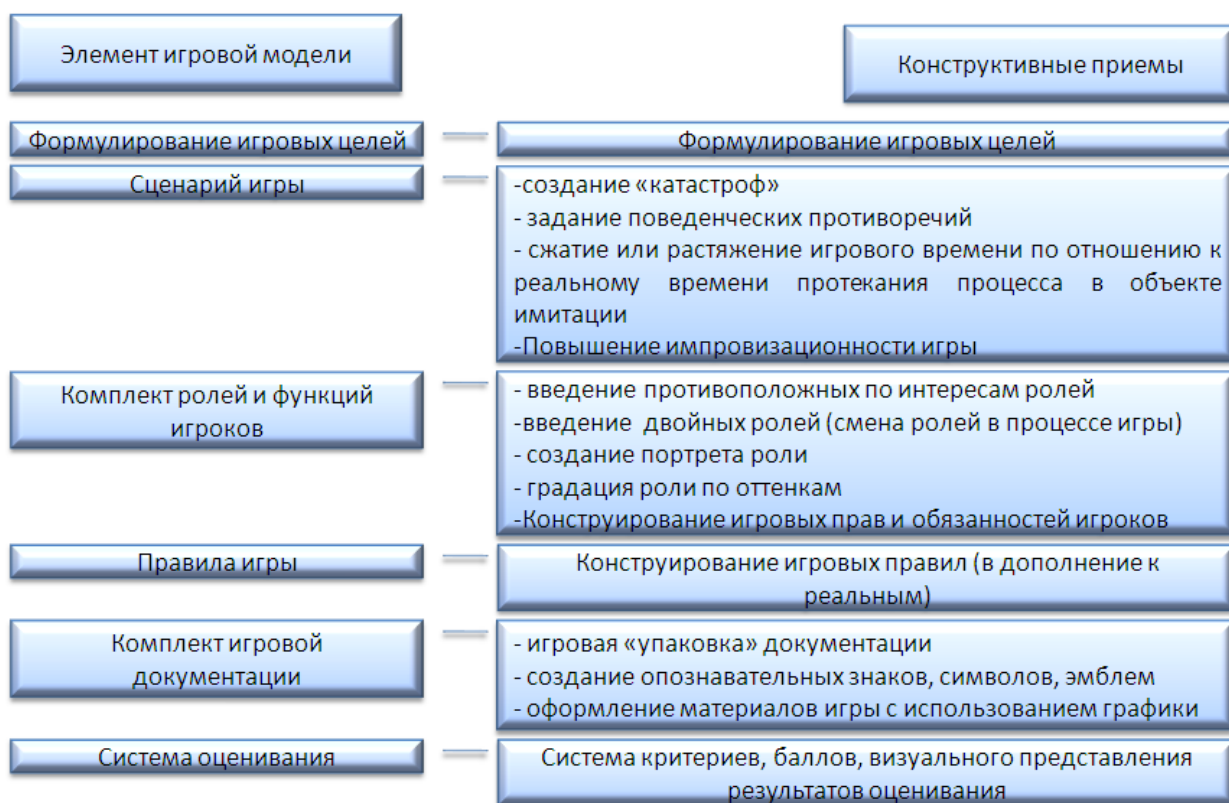 Элемент игровой модели
Конструктивные приемы
Формулирование игровых целей
Формулирование игровых целей
Сценарий игры
-создание «катастроф»
- задание поведенческих противоречий
- сжатие или растяжение игрового времени по отношению к
реальному времени протекания процесса в объекте
имитации
-Повышение импровизационности игры
Комплект ролей и функций
игроков
- введение противоположных по интересам ролей
-введение двойных ролей (смена ролей в процессе игры)
- создание портрета роли
- градация роли по оттенкам
-Конструирование игровых прав и обязанностей игроков
Правила игры
Конструирование игровых правил (в дополнение к
реальным)
Комплект игровой
документации
- игровая «упаковка» документации
- создание опознавательных знаков, символов, эмблем
- оформление материалов игры с использованием графики
Система оценивания
Система критериев, баллов, визуального представления
результатов оценивания